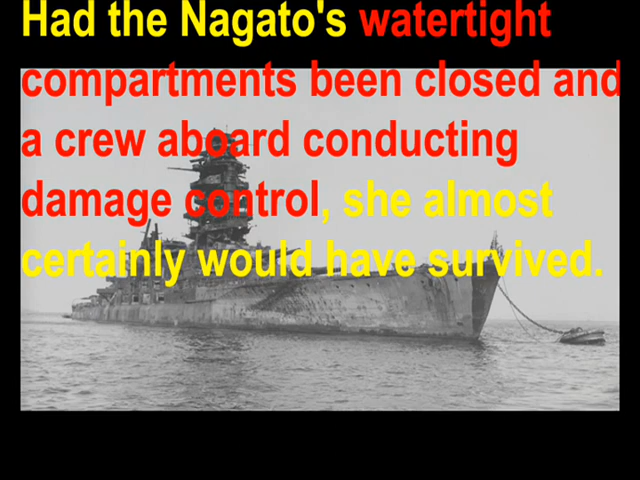 Had the Nagato's watertight
compartments been closed and
a crew aboard conducting
damage control, she almost
certainly would have survived.